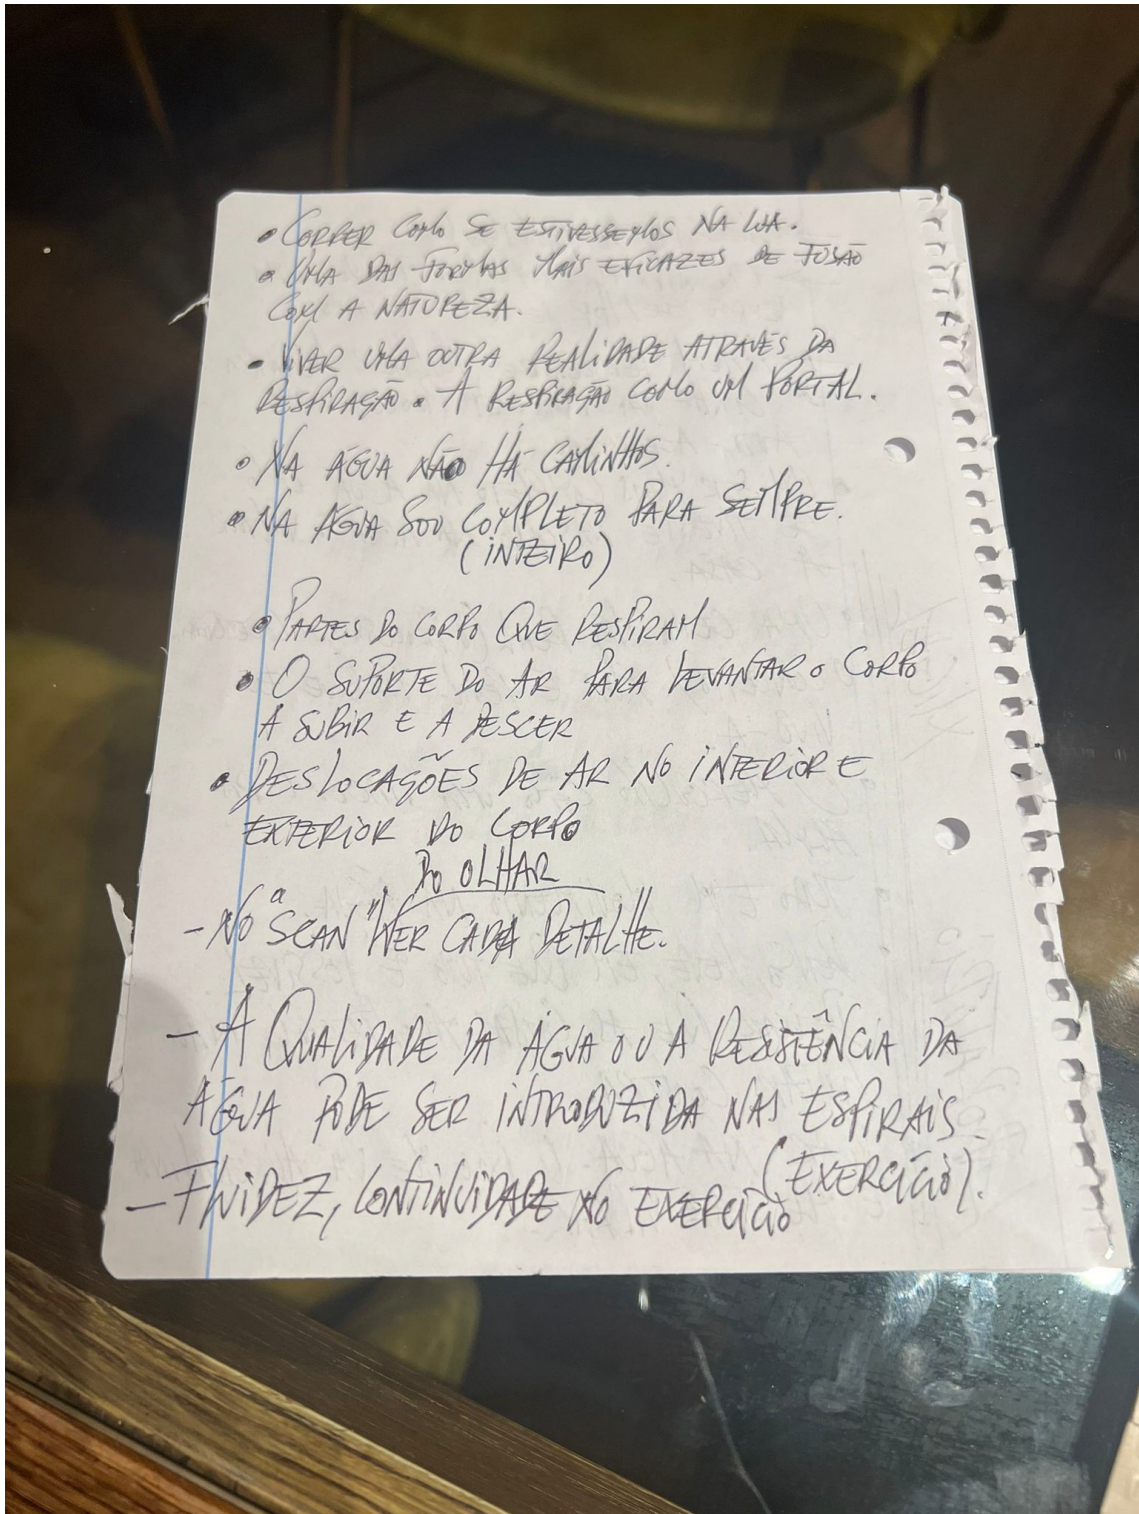 • CORRER COMO SE ESTIVESSEMOS NA LUA.
• UMA DAS FORMAS MAIS EFICAZES DE FUSÃO
COM A NATUREZA.
• VIVER UMA OUTRA REALIDADE ATRAVÉS DA
RESPIRAÇÃO. A RESPIRAÇÃO COMO UM PORTAL.
• NA ÁGUA NÃO HÁ CAMINHOS.
• NA ÁGUA SOU COMPLETO PARA SEMPRE.
(INTEIRO)
• PARTES DO CORPO QUE RESPIRAM
• O SUPORTE DO AR PARA LEVANTAR O CORPO
A SUBIR E A DESCER
• DESLOCAÇÕES DE AR NO INTERIOR E
EXTERIOR DO CORPO
DO OLHAR
- NO "SCAN" VER CADA DETALHE.
- A QUALIDADE DA ÁGUA OU A RESISTÊNCIA DA
ÁGUA PODE SER INTRODUZIDA NAS ESPIRAIS.
(EXERCÍCIO).
- FLUIDEZ, CONTINUIDADE NO EXERCÍCIO